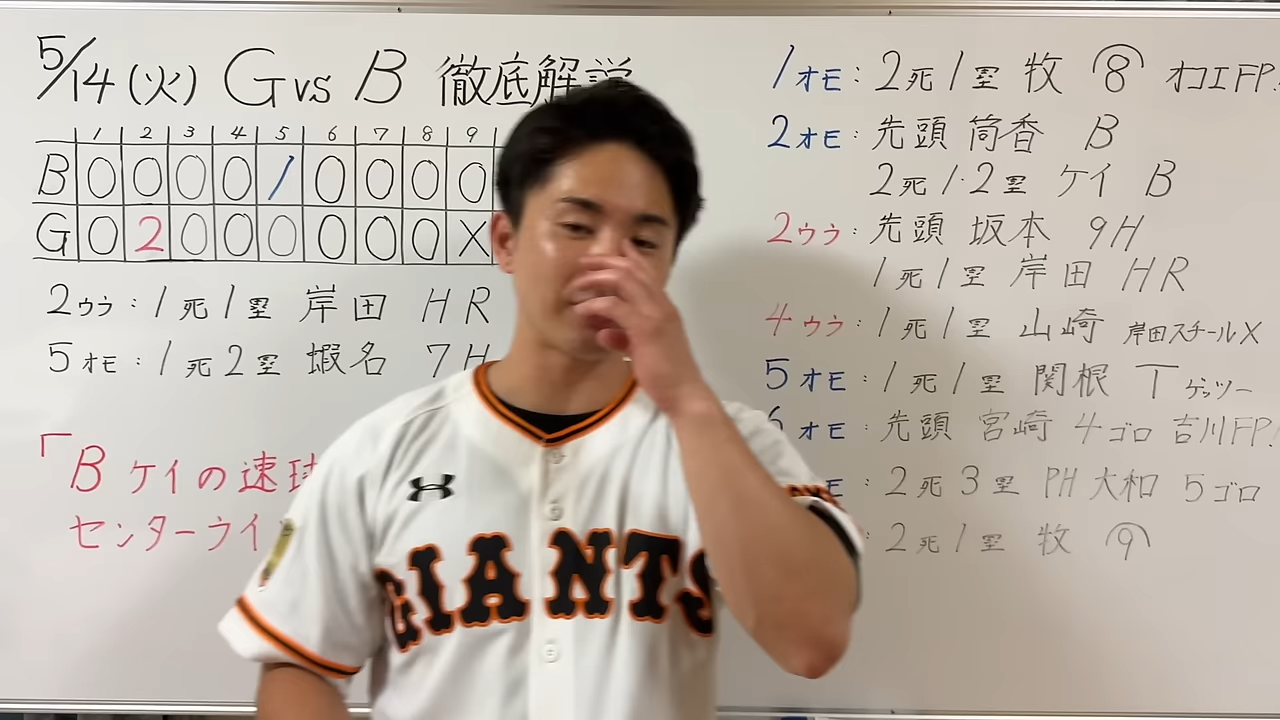 5/14(火) G vs B 徹底解説
1 2 3 4 5 6 7 8 9
B 0 0 0 0 1 0 0 0 0
G 0 2 0 0 0 0 0 0 X
2ウラ:1死1塁 岸田 HR
5オモ:1死2塁 蝦名 7H
「B ケイの速球
センターライ
1オモ:2死1塁 牧 ⑧ オコエFP.
2オモ:先頭 筒香 B
2死1・2塁 ケイ B
2ウラ:先頭 坂本 9H
1死1塁 岸田 HR
4ウラ:1死1塁 山崎 岸田スチールX
5オモ:1死1塁 関根 T ゲッツー
6オモ:先頭 宮崎 4ゴロ 吉川FP.
モ:2死3塁 PH大和 5ゴロ
:2死1塁 牧 ⑨
GIANTS